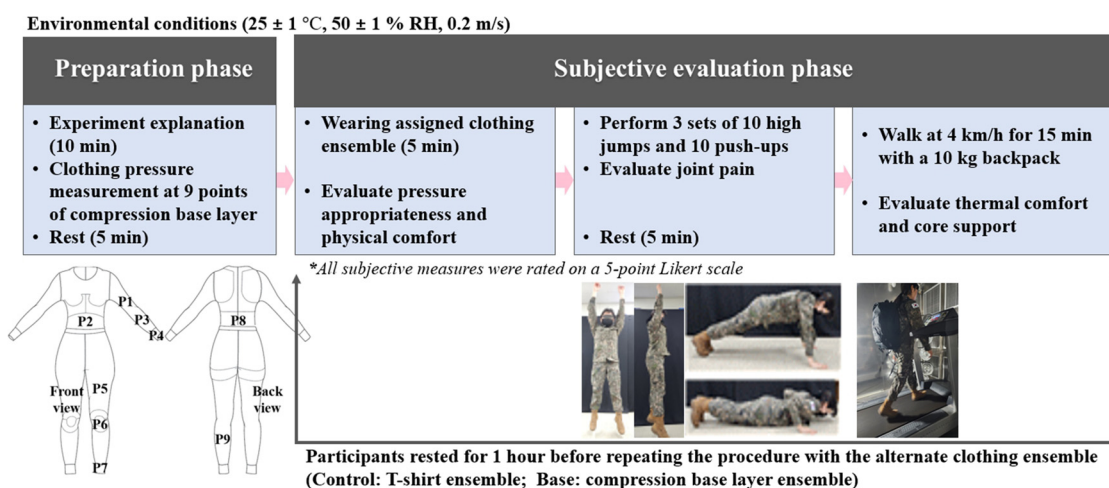 Environmental conditions (25 ± 1 °C, 50 ± 1 % RH, 0.2 m/s)
Preparation phase
Subjective evaluation phase
• Experiment explanation
(10 min)
• Clothing pressure
measurement at 9 points
of compression base layer
• Rest (5 min)
• Wearing assigned clothing
ensemble (5 min)
• Evaluate pressure
appropriateness and
physical comfort
• Perform 3 sets of 10 high
jumps and 10 push-ups
• Evaluate joint pain
• Rest (5 min)
• Walk at 4 km/h for 15 min
with a 10 kg backpack
• Evaluate thermal comfort
and core support
*All subjective measures were rated on a 5-point Likert scale
P1
P2
P3
P4
P8
Front
view
P5
Back
view
P6
P9
P7
Participants rested for 1 hour before repeating the procedure with the alternate clothing ensemble
(Control: T-shirt ensemble; Base: compression base layer ensemble)